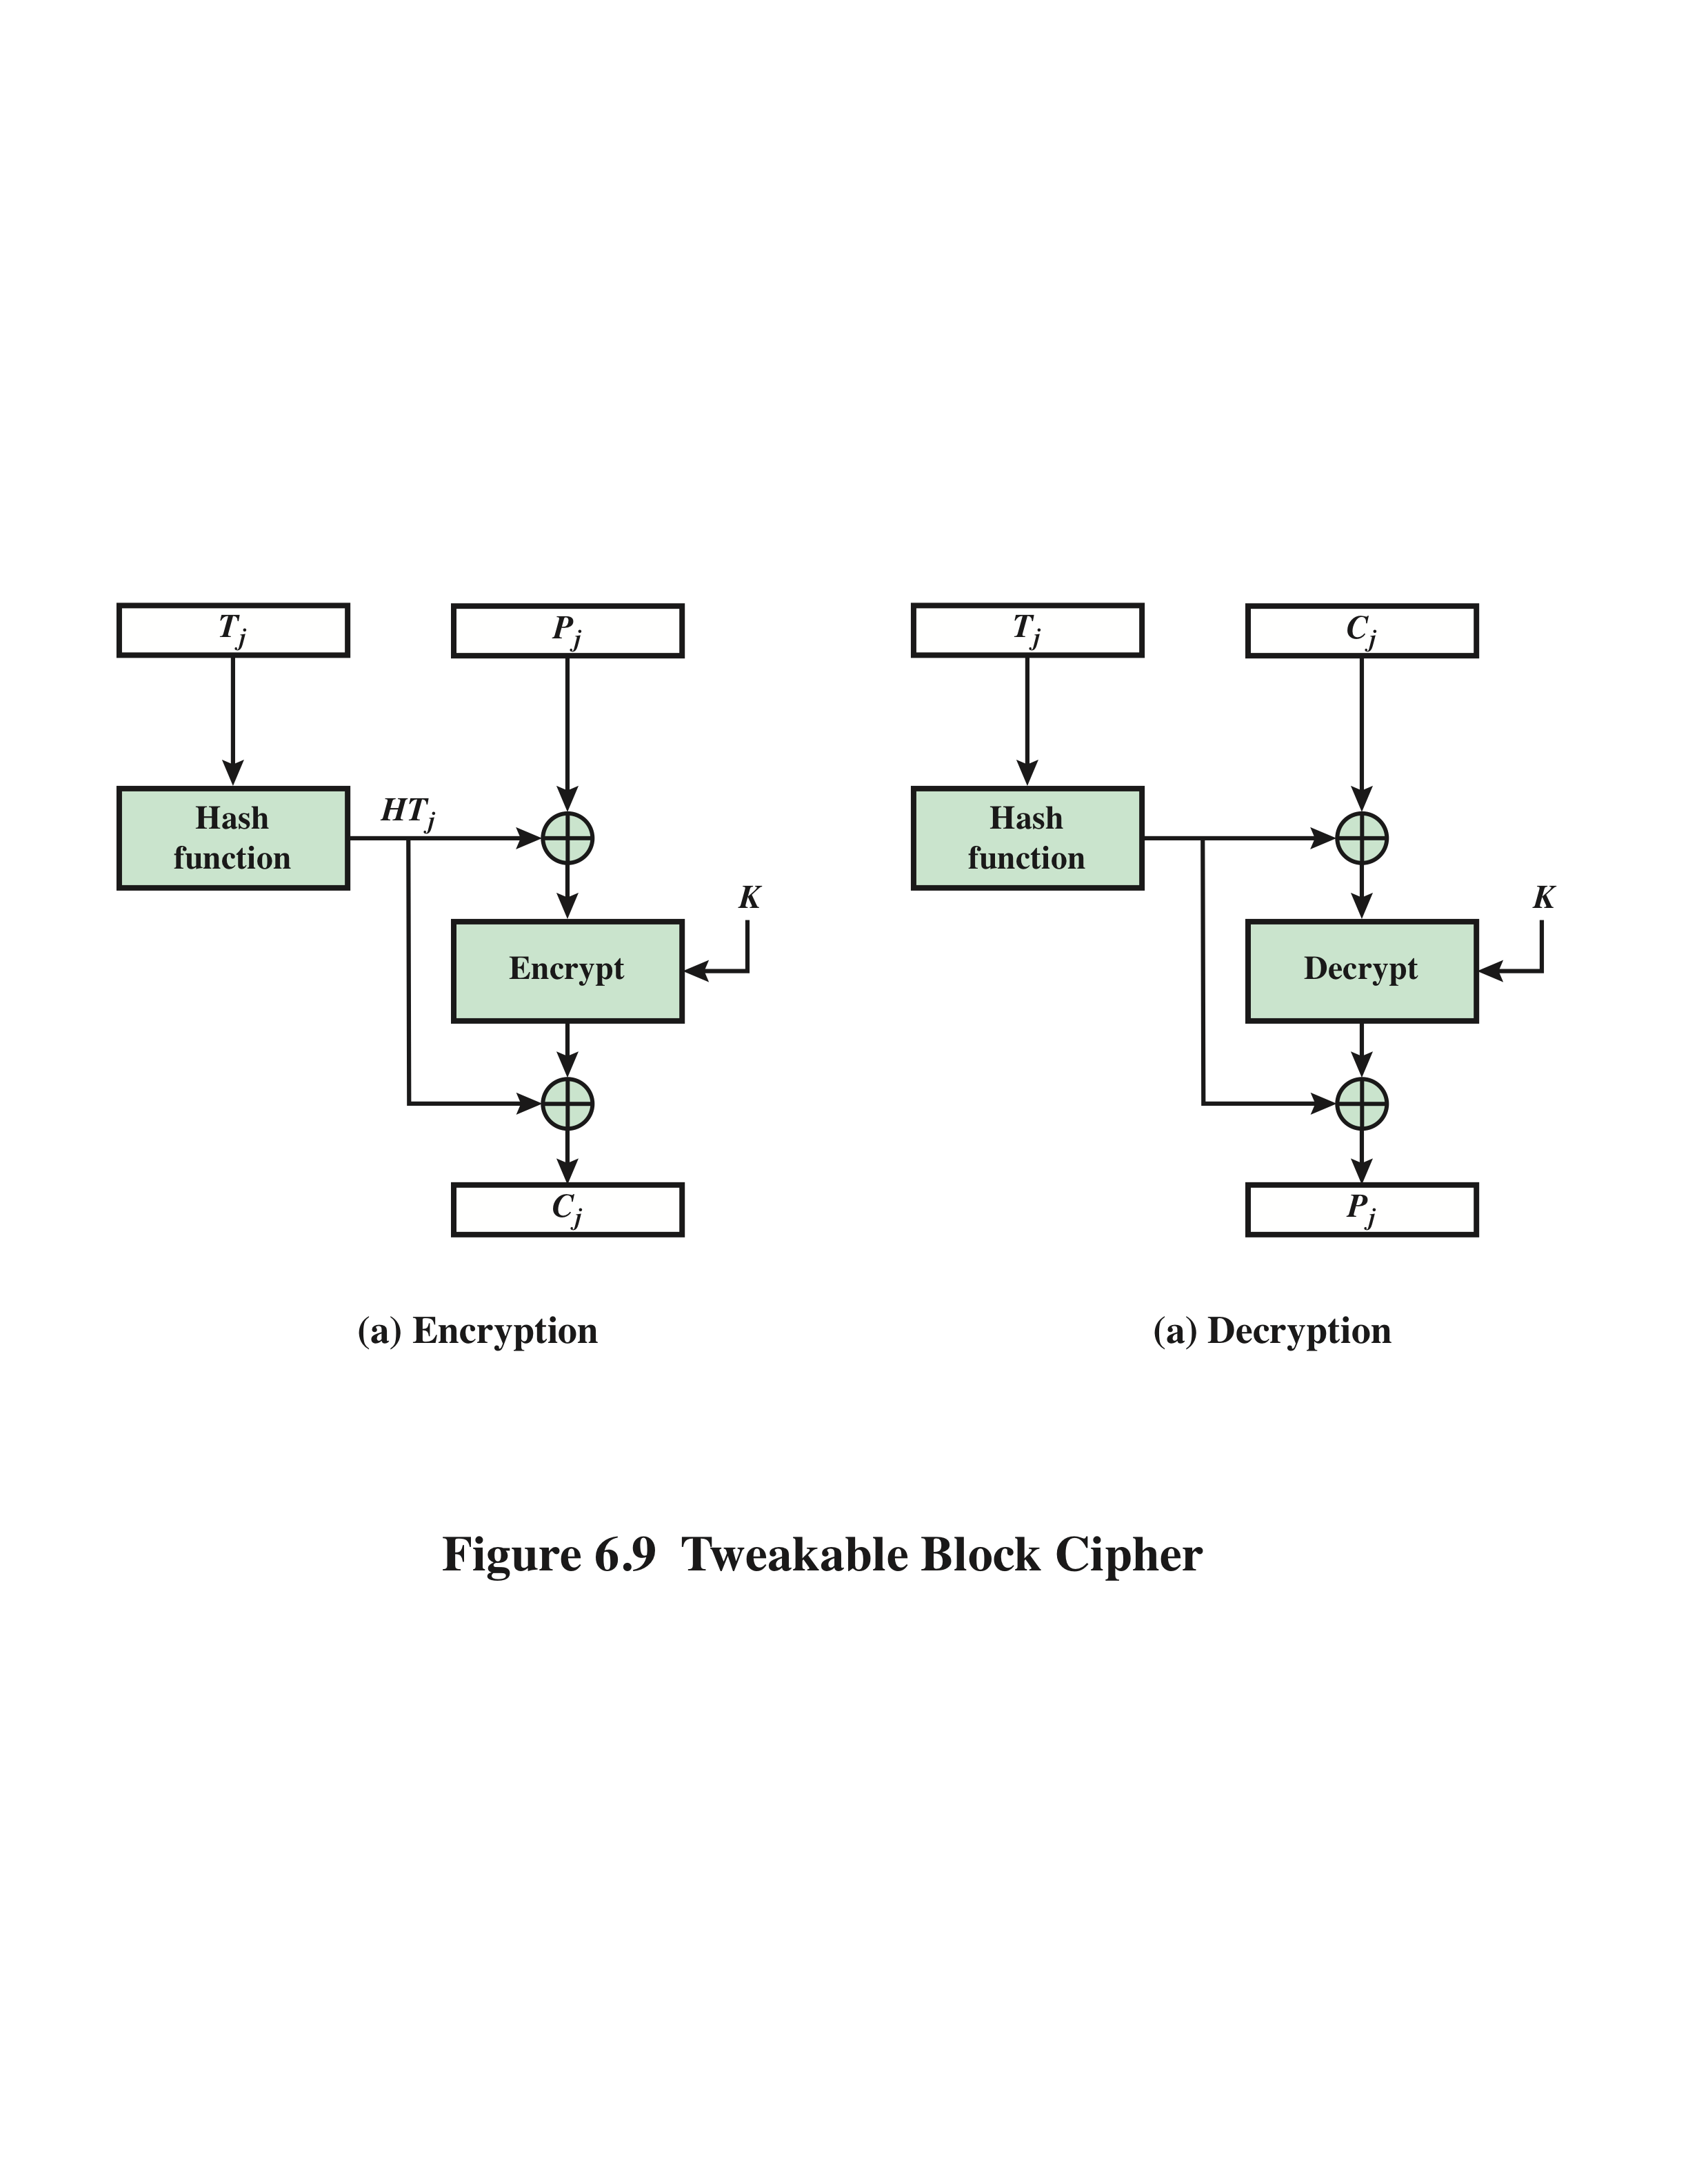 Tj
Pj
Hash
function
HTj
K
Encrypt
Cj
(a) Encryption
Tj
Cj
Hash
function
K
Decrypt
Pj
(a) Decryption
Figure 6.9 Tweakable Block Cipher